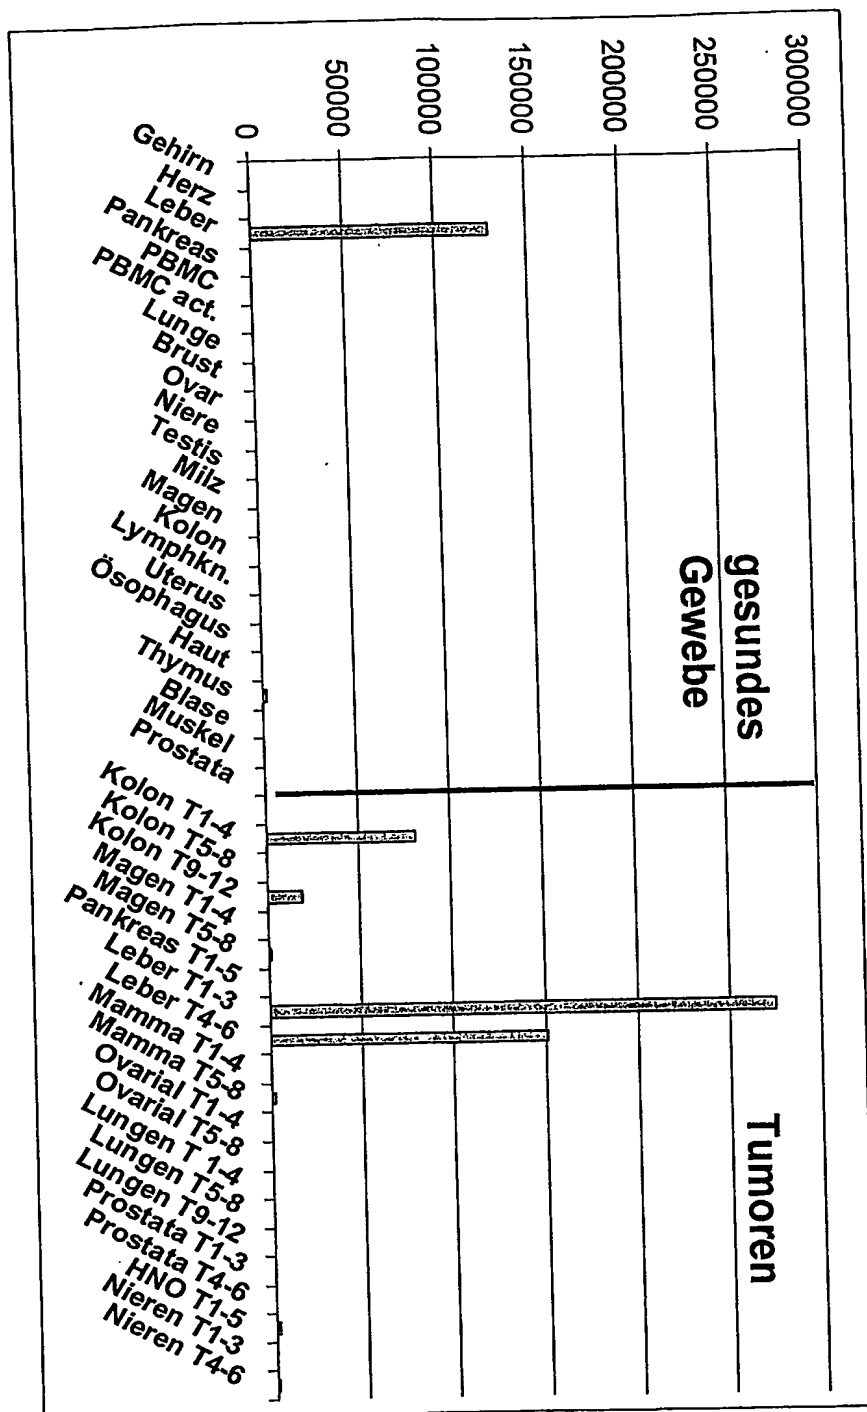 300000
250000
200000
150000
100000
50000
0
gesundes
Gewebe
Tumoren
Gehirn
Herz
Leber
Pankreas
PBMC
PBMC act.
Lunge
Brust
Ovar
Niere
Testis
Milz
Magen
Kolon
Lymphkn.
Uterus
Ösophagus
Haut
Thymus
Blase
Muskel
Prostata
Kolon T1-4
Kolon T5-8
Kolon T9-12
Magen T1-4
Magen T5-8
Pankreas T1-5
Leber T1-3
Leber T4-6
Mamma T1-4
Mamma T5-8
Ovarial T1-4
Ovarial T5-8
Lungen T 1-4
Lungen T5-8
Lungen T9-12
Prostata T1-3
Prostata T4-6
HNO T1-5
Nieren T1-3
Nieren T4-6